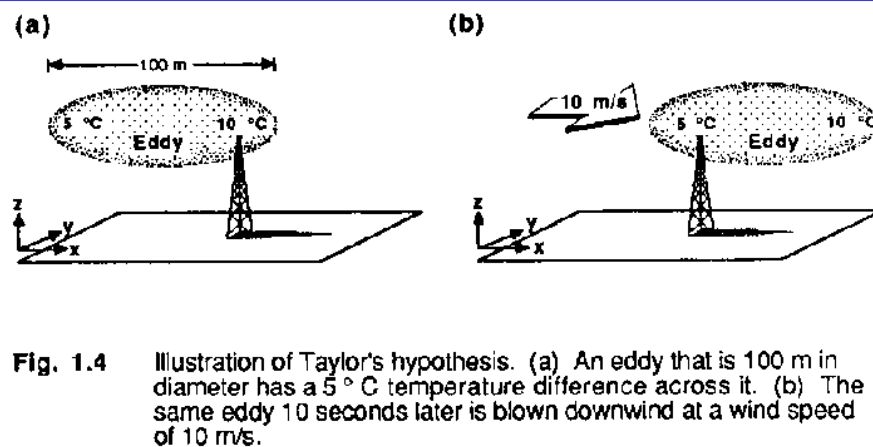 (a)
100 m
5 °C
10 °C
Eddy
z
y
x
(b)
10 m/s
5 °C
10 °C
Eddy
z
y
x
Fig. 1.4 Illustration of Taylor's hypothesis. (a) An eddy that is 100 m in
diameter has a 5 ° C temperature difference across it. (b) The
same eddy 10 seconds later is blown downwind at a wind speed
of 10 m/s.